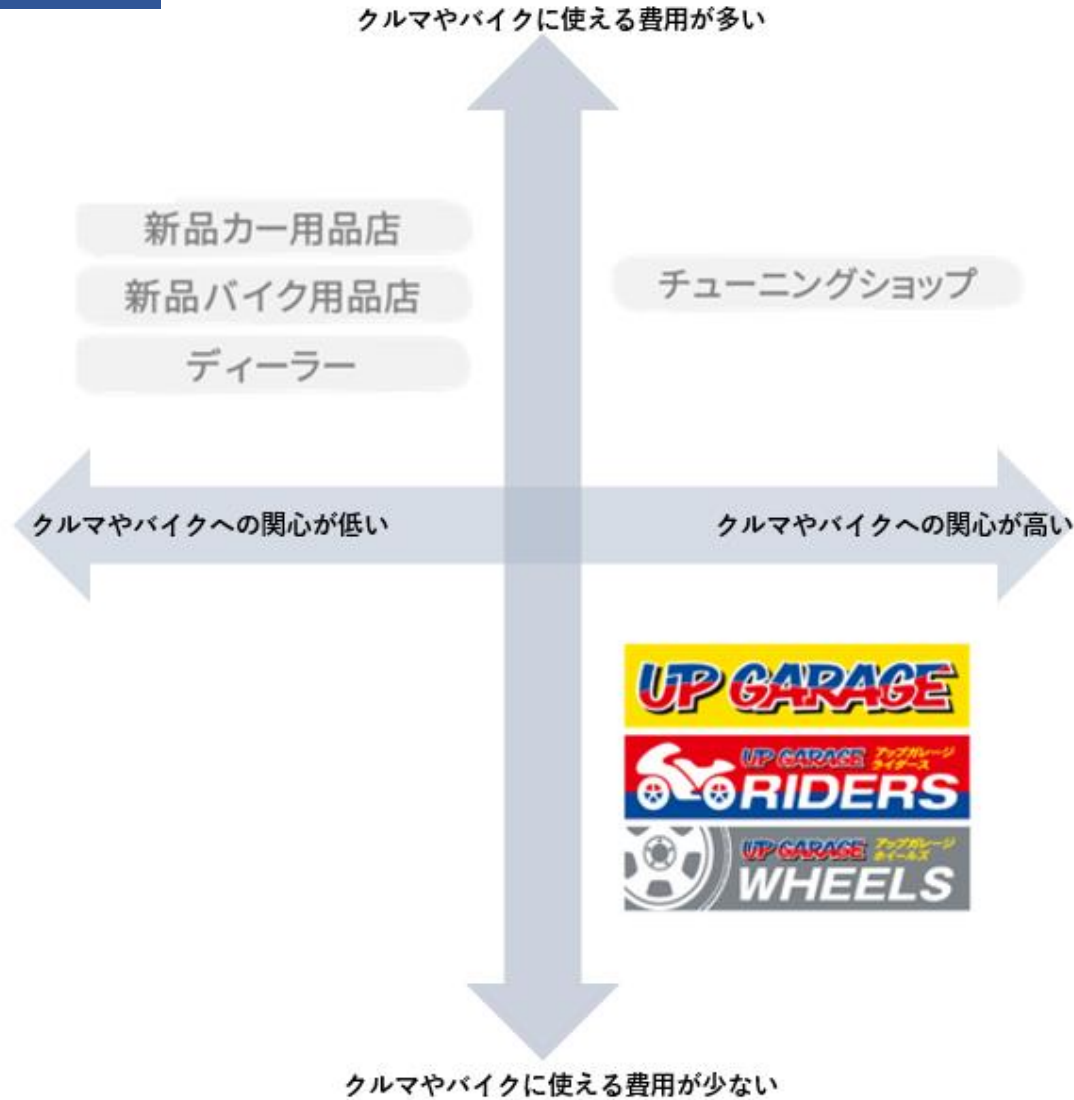 クルマやバイクに使える費用が多い
新品カー用品店
新品バイク用品店
ディーラー
チューニングショップ
クルマやバイクへの関心が低い
クルマやバイクへの関心が高い
UP GARAGE
UP GARAGE アップガレージ
ライダース
RIDERS
UP GARAGE アップガレージ
ホイールズ
WHEELS
クルマやバイクに使える費用が少ない